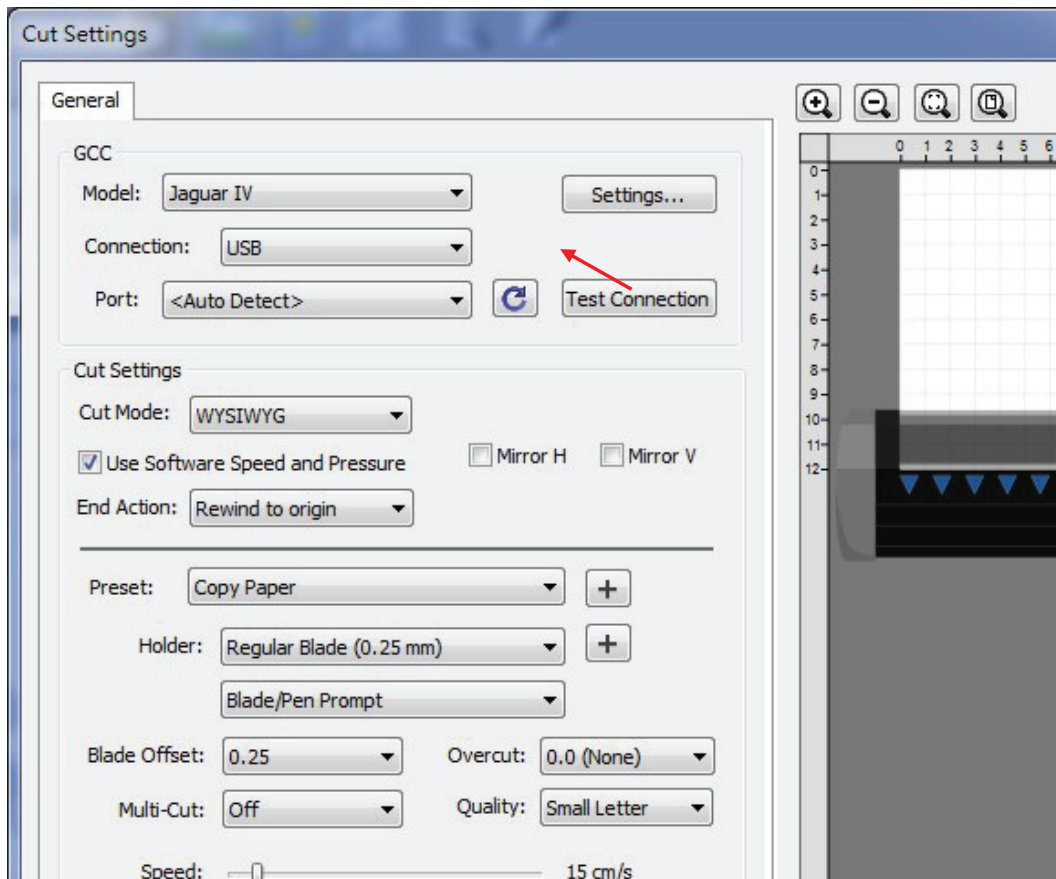 Cut Settings
General
GCC
Model: Jaguar IV Settings...
Connection: USB
Port: <Auto Detect> Test Connection
Cut Settings
Cut Mode: WYSIWYG
Use Software Speed and Pressure Mirror H Mirror V
End Action: Rewind to origin
Preset: Copy Paper +
Holder: Regular Blade (0.25 mm) +
Blade/Pen Prompt
Blade Offset: 0.25 Overcut: 0.0 (None)
Multi-Cut: Off Quality: Small Letter
Speed: 15 cm/s
0 1 2 3 4 5 6
0
1
2
3
4
5
6
7
8
9
10
11
12